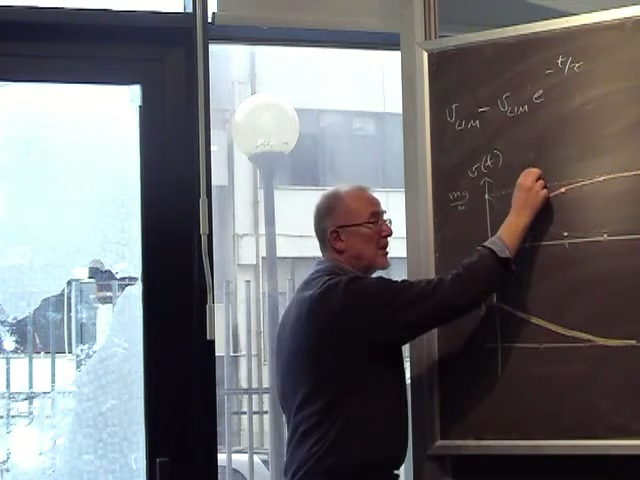 v_LIM - v_LIM e^-t/τ
v(t)
mg